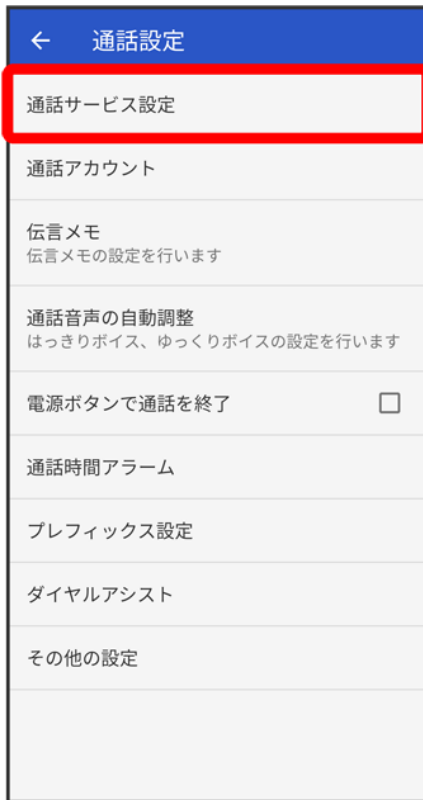 通話設定
通話サービス設定
通話アカウント
伝言メモ
伝言メモの設定を行います
通話音声の自動調整
はっきりボイス、ゆっくりボイスの設定を行います
電源ボタンで通話を終了
通話時間アラーム
プレフィックス設定
ダイヤルアシスト
その他の設定